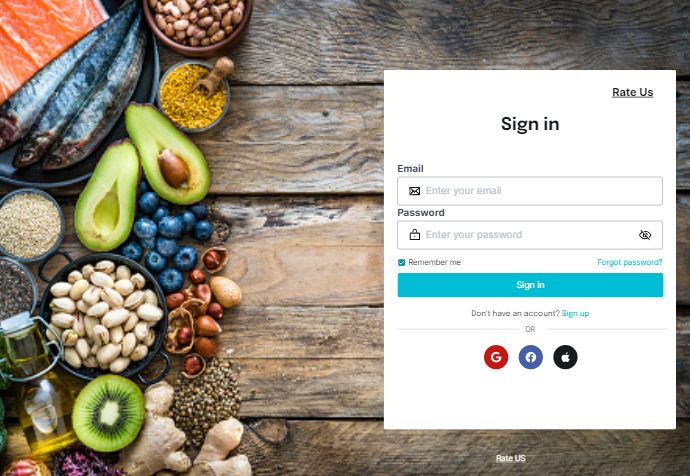 Rate Us
Sign in
Email
Enter your email
Password
Enter your password
Remember me Forgot password?
Sign in
Don't have an account? Sign up
OR
Rate US